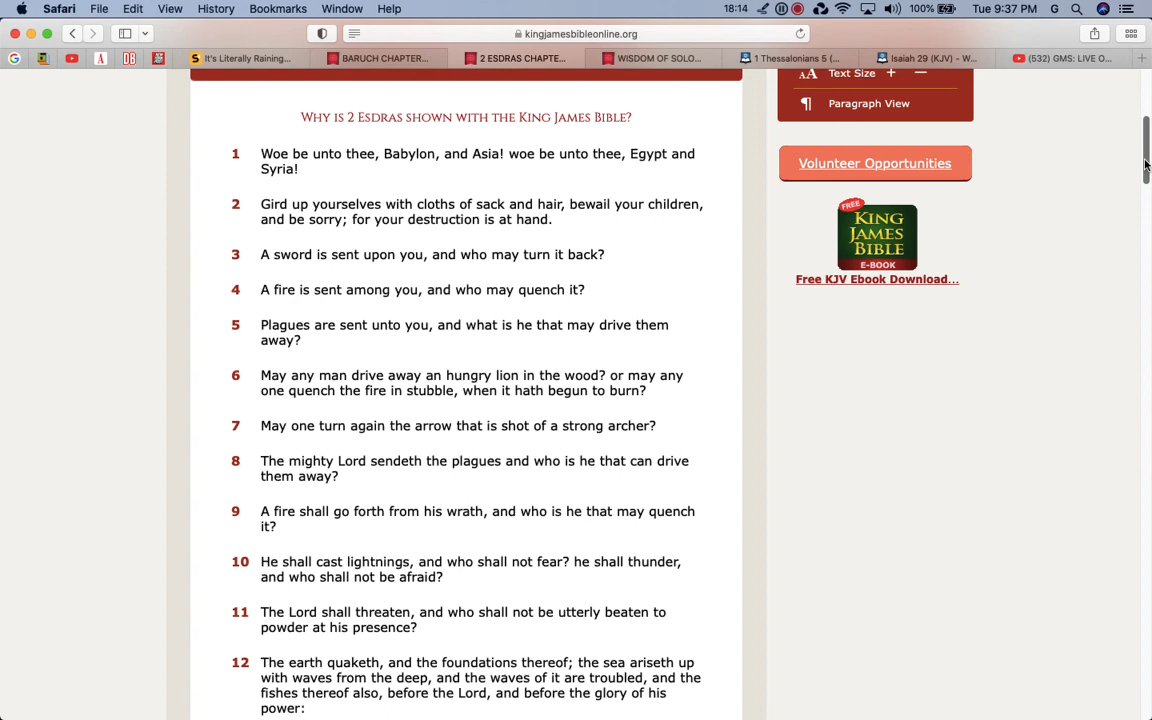 Safari File Edit View History Bookmarks Window Help 18:14 100% Tue 9:37 PM G
kingjamesbibleonline.org
G A DB S It's Literally Raining... BARUCH CHAPTER... 2 ESDRAS CHAPTE... WISDOM OF SOLO... 1 Thessalonians 5 (... Isaiah 29 (KJV) - W... (532) GMS: LIVE O...
AA Text Size + —
¶ Paragraph View
Volunteer Opportunities
FREE
KING
JAMES
BIBLE
E-BOOK
Free KJV Ebook Download...
Why is 2 Esdras shown with the King James Bible?
1 Woe be unto thee, Babylon, and Asia! woe be unto thee, Egypt and
Syria!
2 Gird up yourselves with cloths of sack and hair, bewail your children,
and be sorry; for your destruction is at hand.
3 A sword is sent upon you, and who may turn it back?
4 A fire is sent among you, and who may quench it?
5 Plagues are sent unto you, and what is he that may drive them
away?
6 May any man drive away an hungry lion in the wood? or may any
one quench the fire in stubble, when it hath begun to burn?
7 May one turn again the arrow that is shot of a strong archer?
8 The mighty Lord sendeth the plagues and who is he that can drive
them away?
9 A fire shall go forth from his wrath, and who is he that may quench
it?
10 He shall cast lightnings, and who shall not fear? he shall thunder,
and who shall not be afraid?
11 The Lord shall threaten, and who shall not be utterly beaten to
powder at his presence?
12 The earth quaketh, and the foundations thereof; the sea ariseth up
with waves from the deep, and the waves of it are troubled, and the
fishes thereof also, before the Lord, and before the glory of his
power: